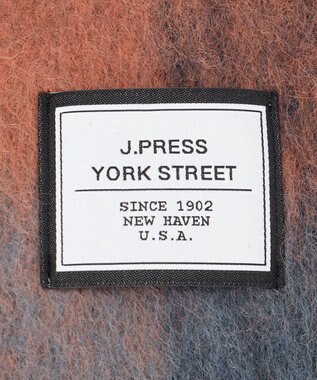 J.PRESS
YORK STREET
SINCE 1902
NEW HAVEN
U.S.A.